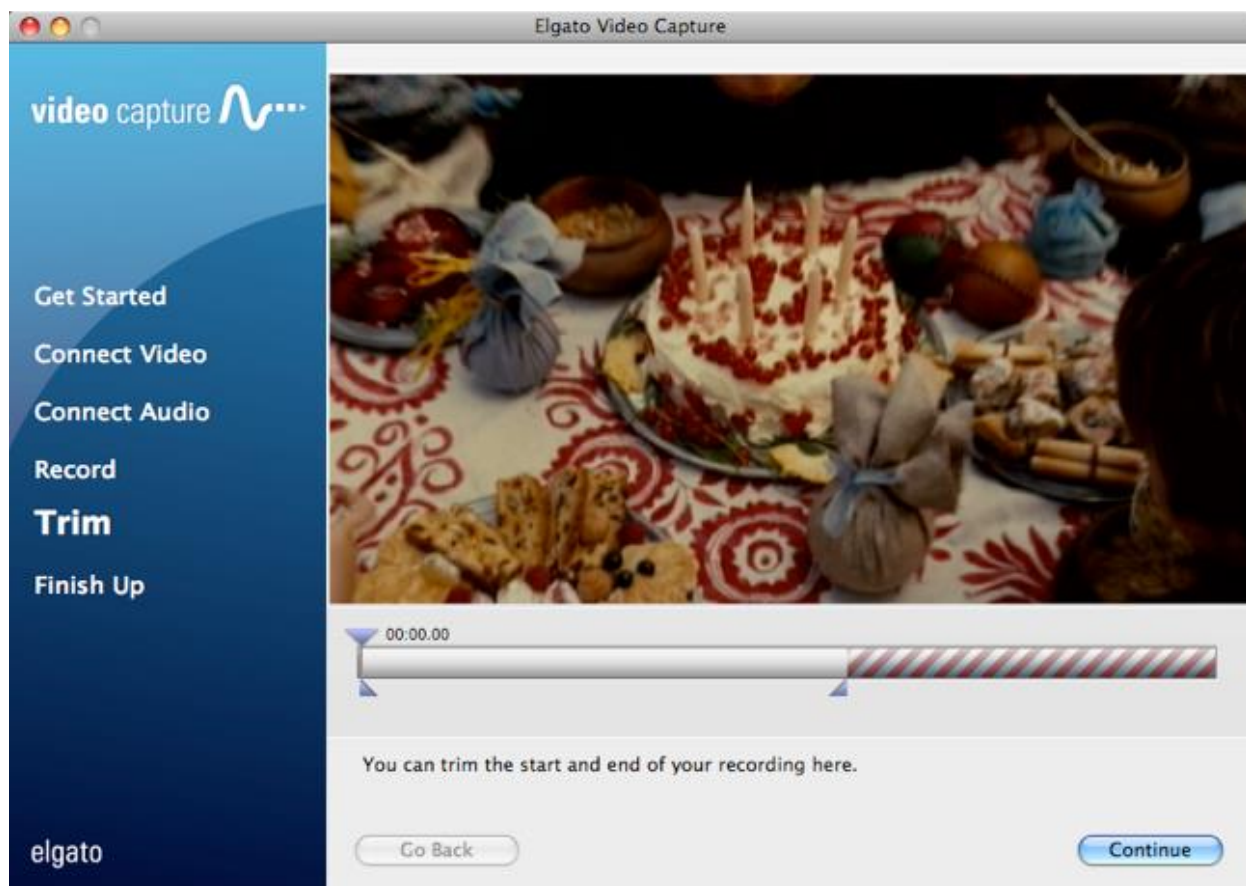 Elgato Video Capture
video capture
Get Started
Connect Video
Connect Audio
Record
Trim
Finish Up
elgato
00:00.00
You can trim the start and end of your recording here.
Go Back
Continue